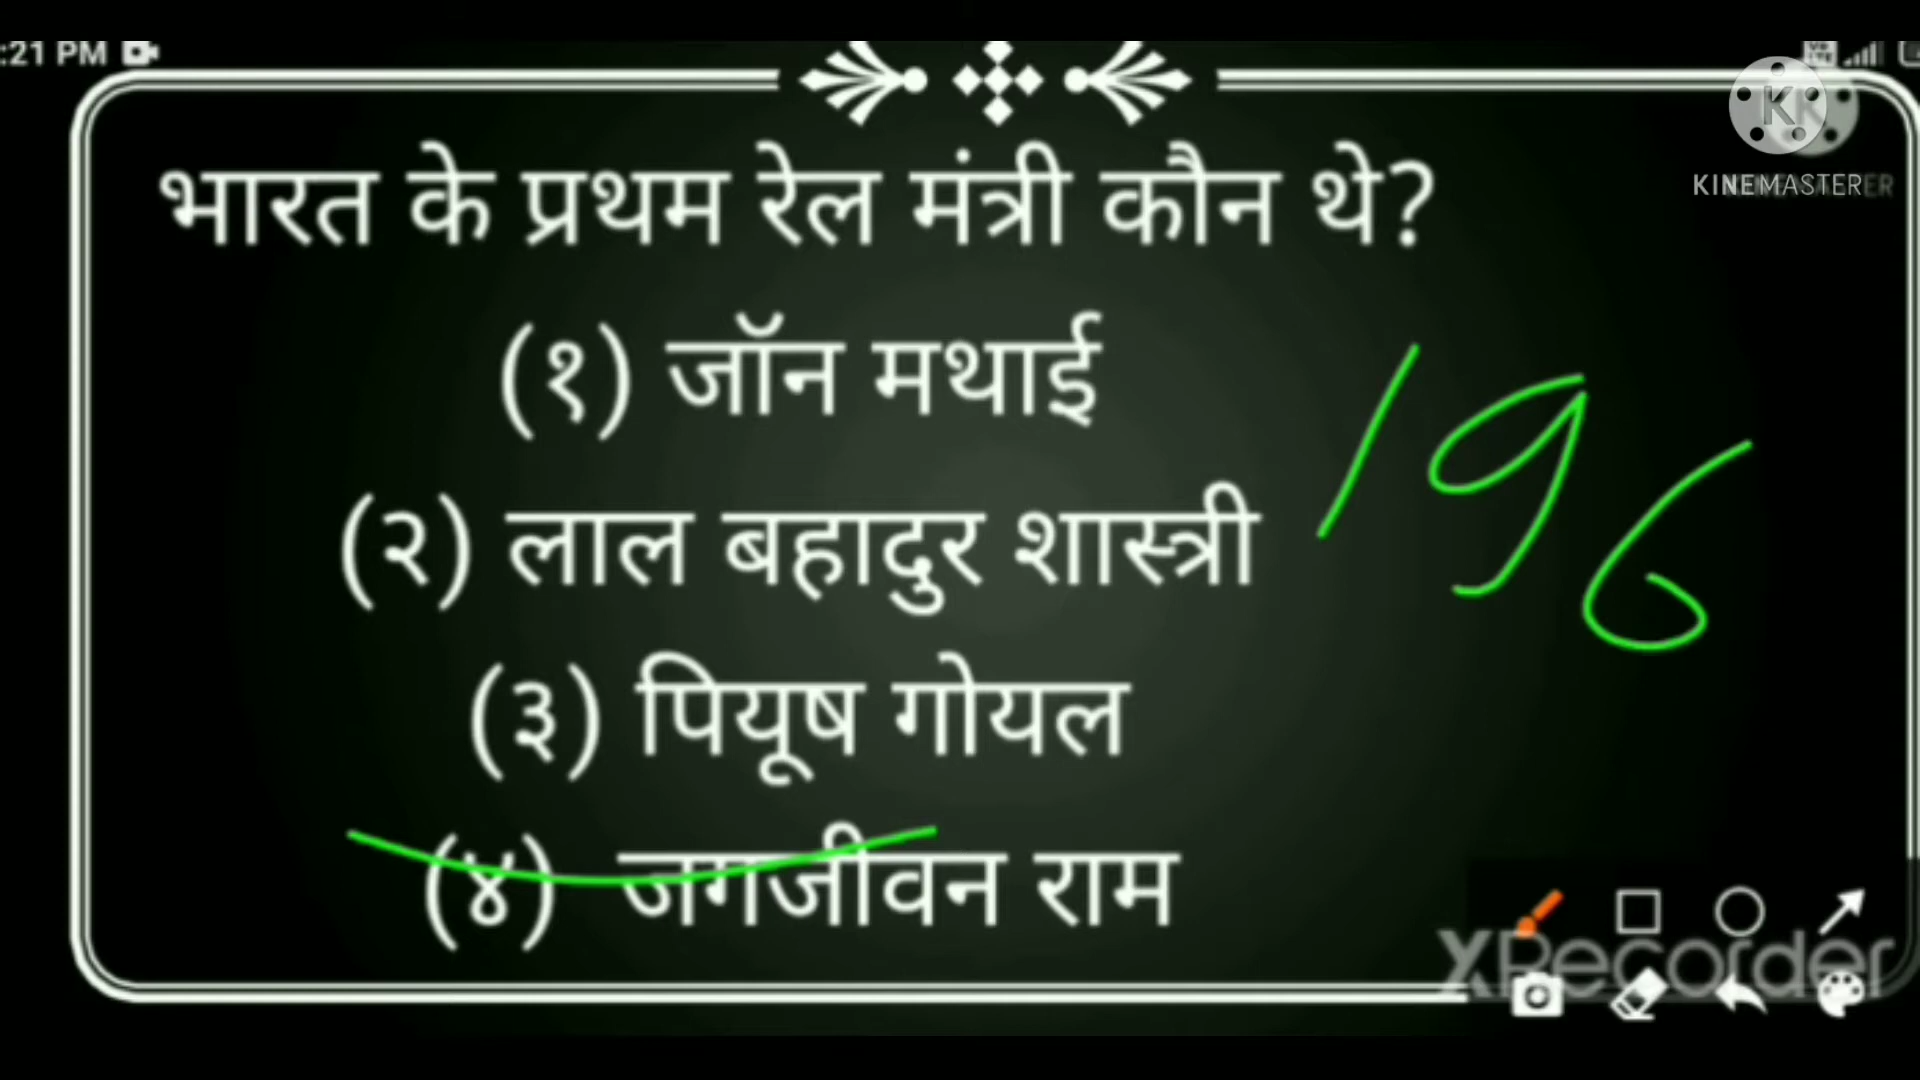 :21 PM
KINEMASTER
भारत के प्रथम रेल मंत्री कौन थे?
(१) जॉन मथाई
196
(२) लाल बहादुर शास्त्री
(३) पियूष गोयल
(४) जगजीवन राम
XRecorder